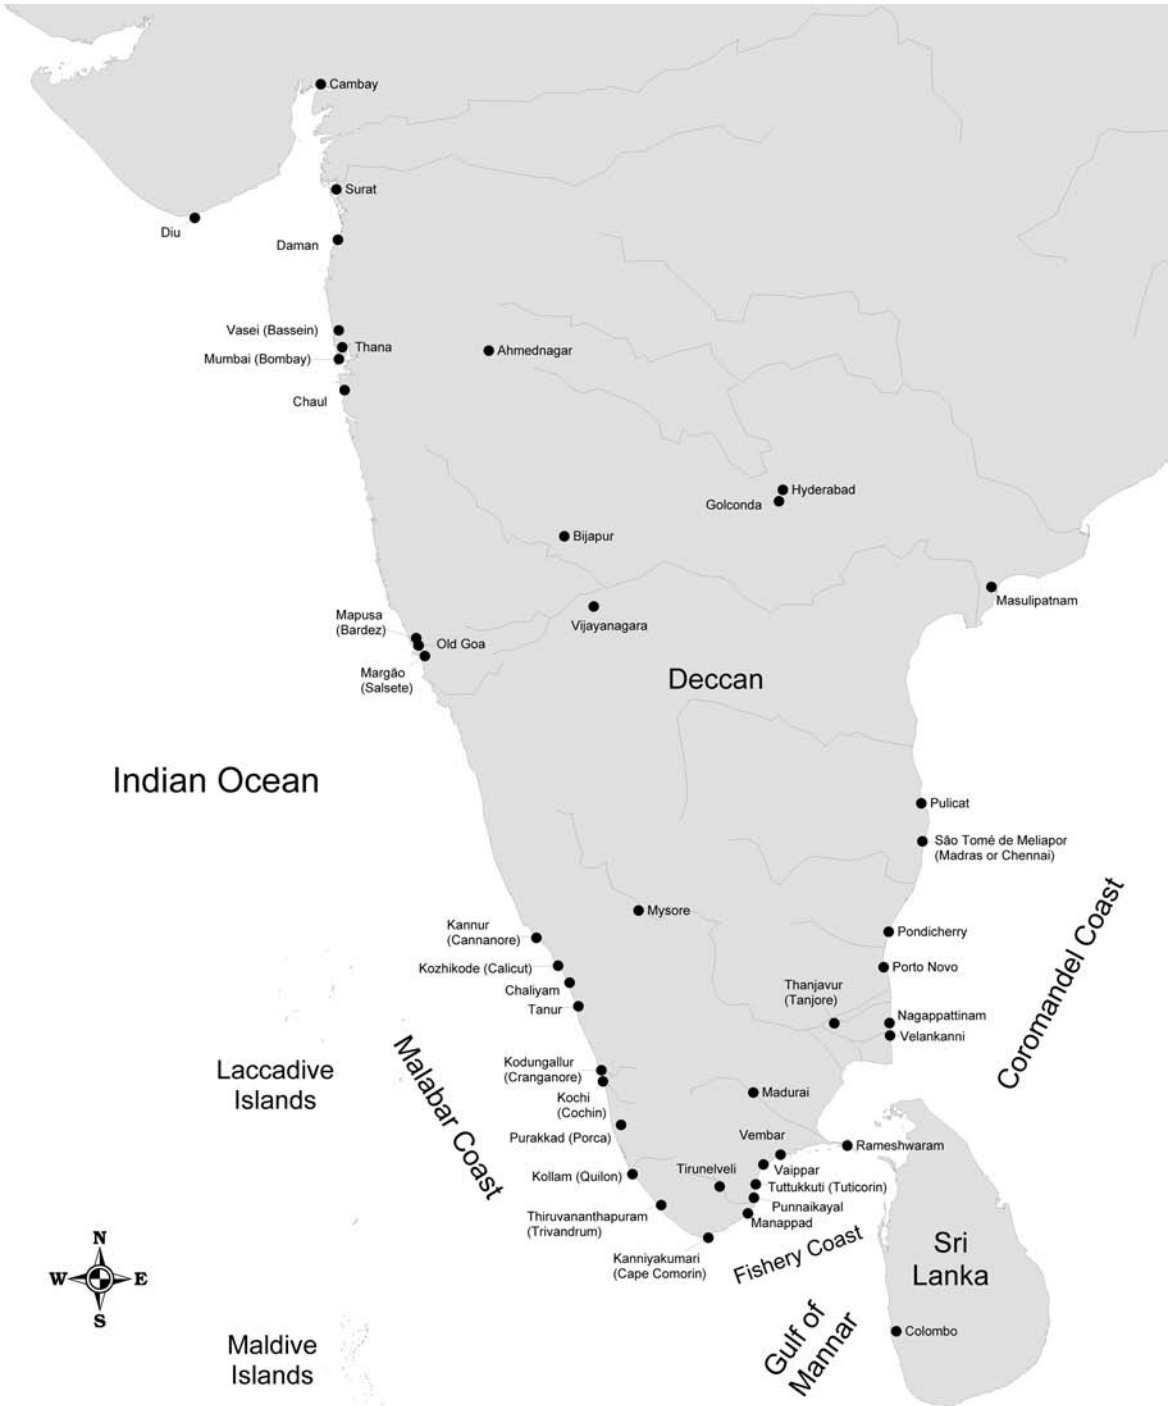 Cambay
Surat
Diu
Daman
Vasei (Bassein)
Thana
Mumbai (Bombay)
Ahmednagar
Chaul
Hyderabad
Golconda
Bijapur
Masulipatnam
Mapusa
(Bardez)
Vijayanagara
Old Goa
Margão
(Salsete)
Deccan
Indian Ocean
Pulicat
São Tomé de Meliapor
(Madras or Chennai)
Mysore
Kannur
(Cannanore)
Pondicherry
Kozhikode (Calicut)
Porto Novo
Chaliyam
Thanjavur
(Tanjore)
Tanur
Nagappattinam
Velankanni
Coromandel Coast
Laccadive
Islands
Malabar Coast
Kodungallur
(Cranganore)
Kochi
(Cochin)
Madurai
Purakkad (Porca)
Vembar
Rameshwaram
Kollam (Quilon)
Tirunelveli
Vaippar
Tuttukkuti (Tuticorin)
Punnaikayal
Manappad
Thiruvananthapuram
(Trivandrum)
Kanniyakumari
(Cape Comorin)
Fishery Coast
Sri
Lanka
N
W
E
S
Gulf of
Mannar
Colombo
Maldive
Islands